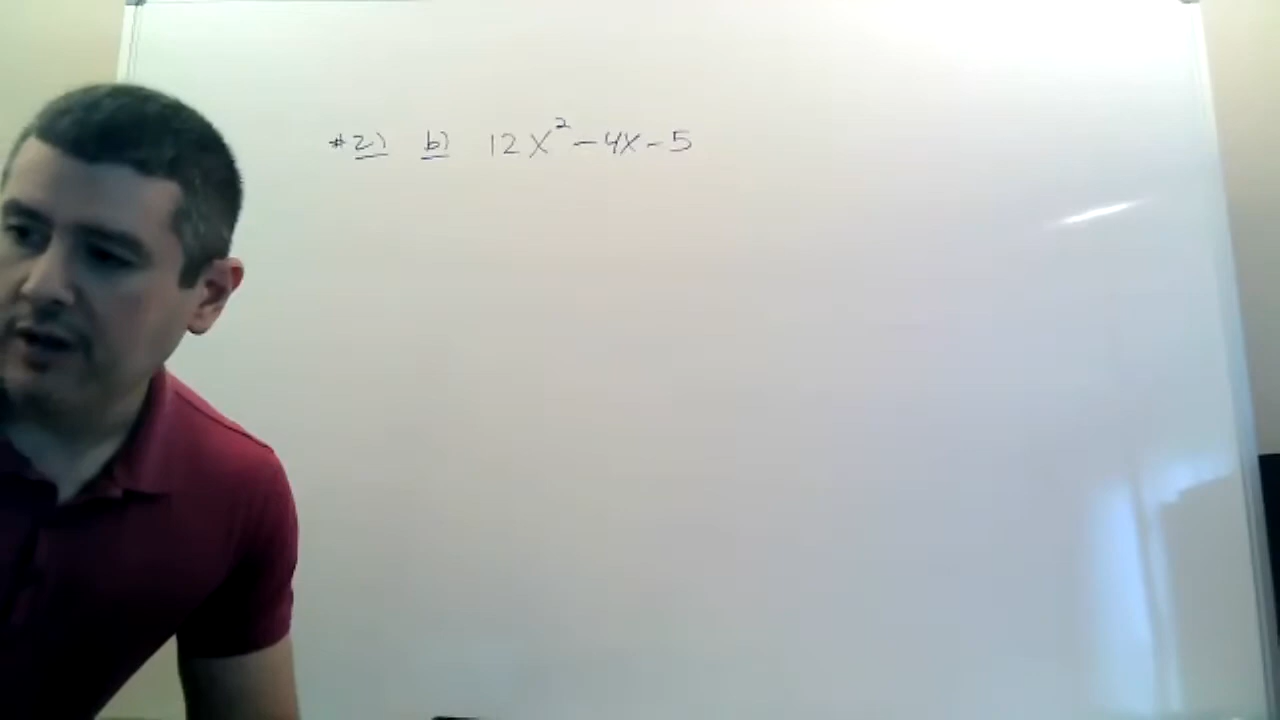 #2) b) 12x² - 4x - 5